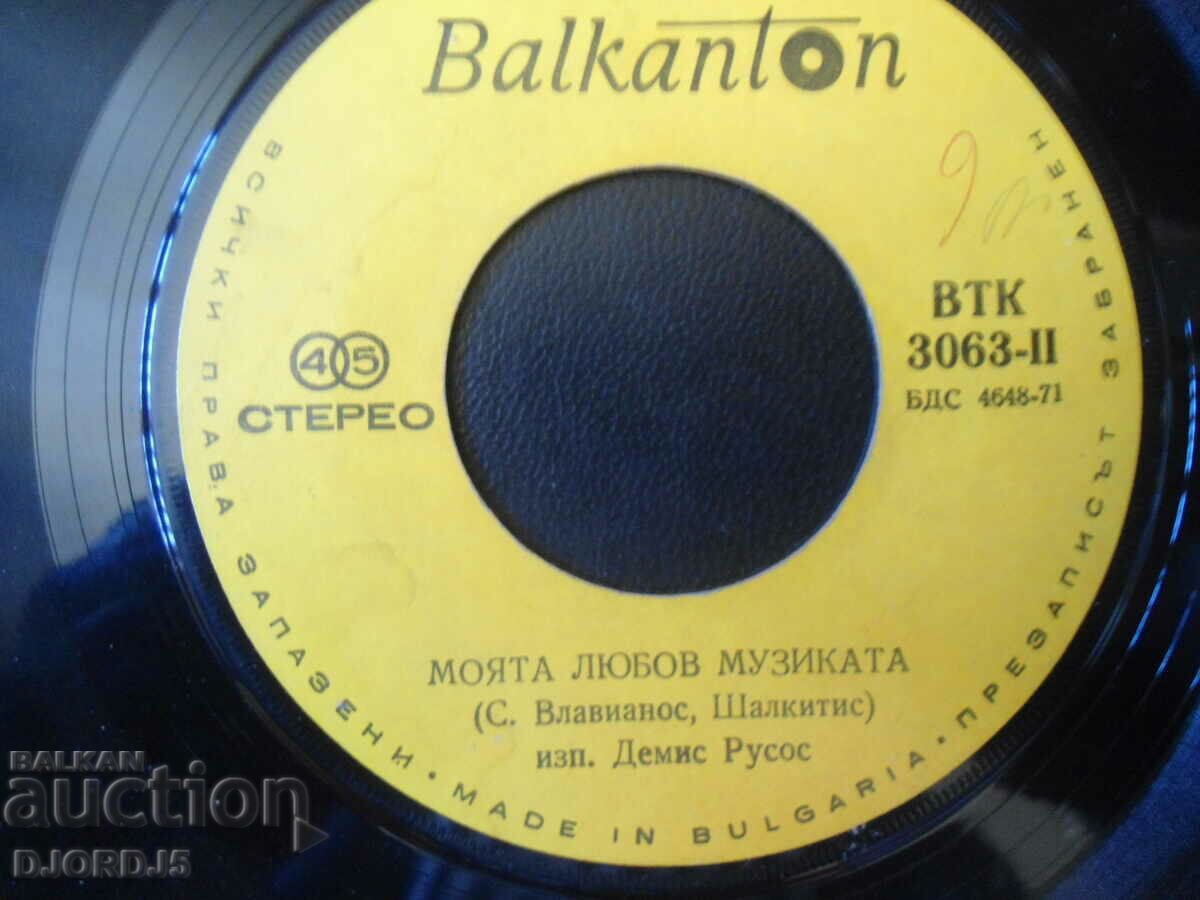 Balkanton
9
ВТК
3063-II
БДС 4648-71
45
СТЕРЕО
МОЯТА ЛЮБОВ МУЗИКАТА
(С. Влавианос, Шалкитис)
изп. Демис Русос
ВСИЧКИ ПРАВА ЗАПАЗЕНИ · MADE IN BULGARIA · ПРЕЗАПИСЪТ ЗАБРАНЕН
BALKAN
auction
DJORDJ5